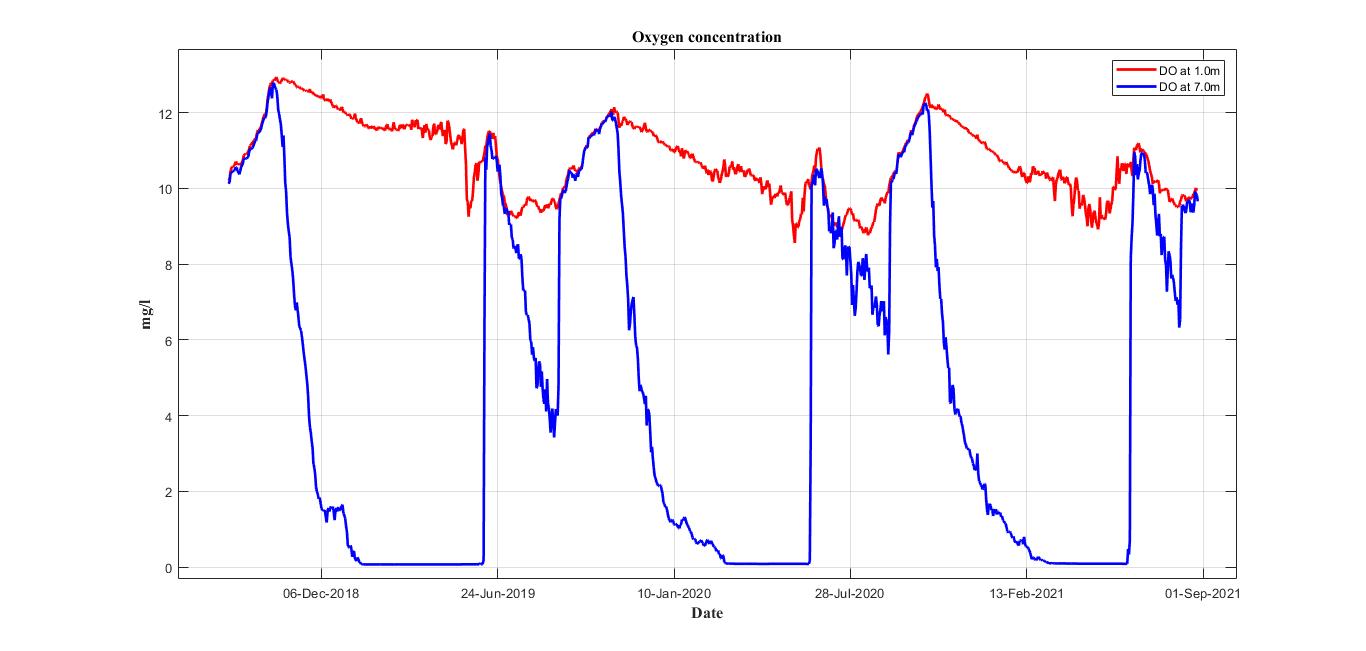 Oxygen concentration
DO at 1.0m
DO at 7.0m
12
10
8
6
4
2
0
mg/l
06-Dec-2018
24-Jun-2019
10-Jan-2020
28-Jul-2020
13-Feb-2021
01-Sep-2021
Date